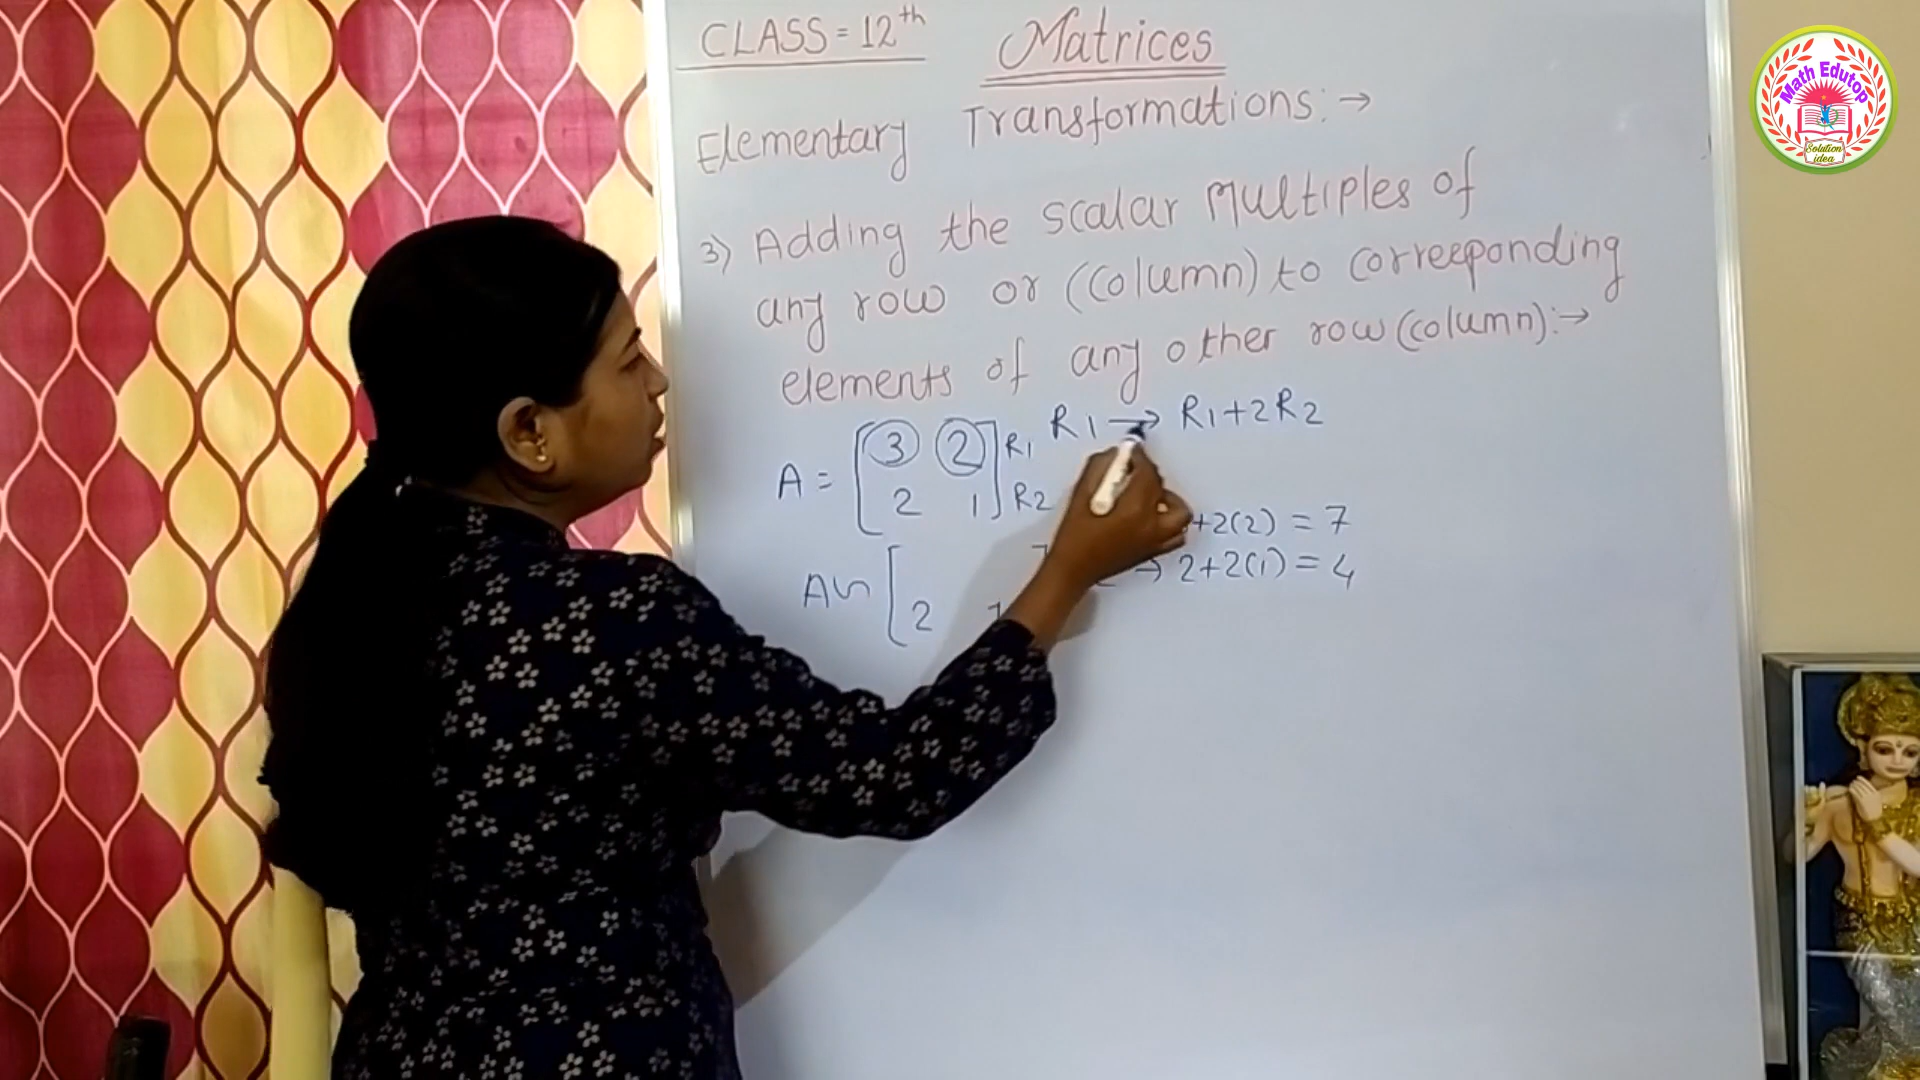 CLASS = 12th Matrices
Elementary Transformations:→
3) Adding the scalar Multiples of
any row or (column) to correeponding
elements of any other row (column):→
A = [3 2] R1 R1 → R1+2R2
[2 1] R2
+2(2) = 7
A~ [
2 → 2+2(1) = 4
Math Edutop
Solution
idea